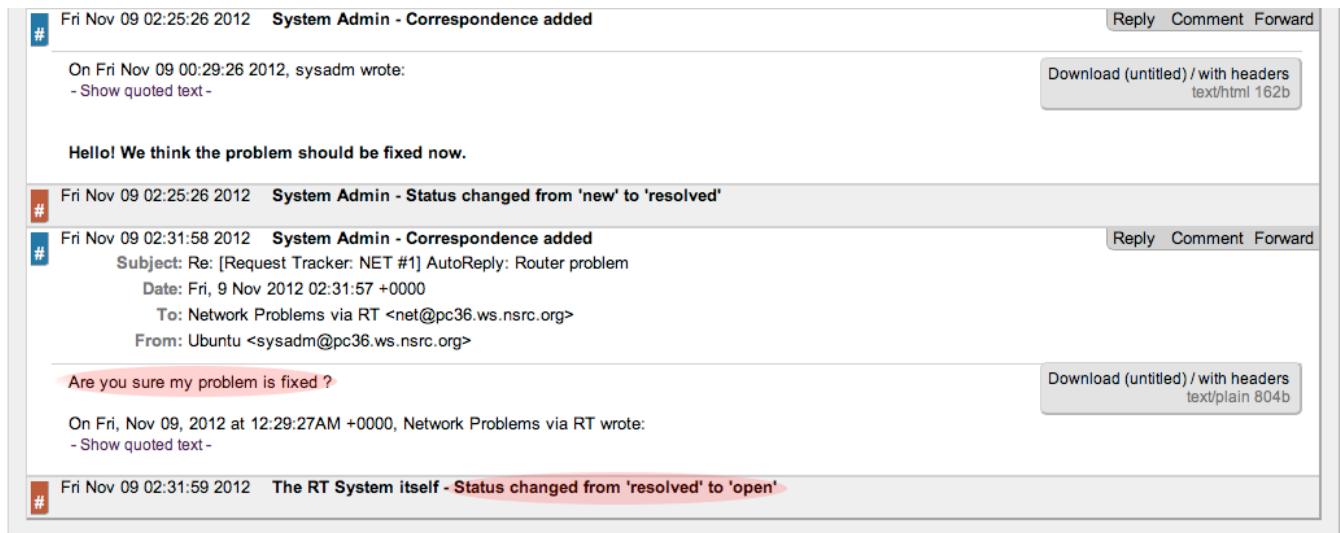 # Fri Nov 09 02:25:26 2012 System Admin - Correspondence added Reply Comment Forward
On Fri Nov 09 00:29:26 2012, sysadm wrote:
- Show quoted text -
Download (untitled) / with headers
text/html 162b
Hello! We think the problem should be fixed now.
# Fri Nov 09 02:25:26 2012 System Admin - Status changed from 'new' to 'resolved'
# Fri Nov 09 02:31:58 2012 System Admin - Correspondence added Reply Comment Forward
Subject: Re: [Request Tracker: NET #1] AutoReply: Router problem
Date: Fri, 9 Nov 2012 02:31:57 +0000
To: Network Problems via RT <net@pc36.ws.nsrc.org>
From: Ubuntu <sysadm@pc36.ws.nsrc.org>
Are you sure my problem is fixed ?
Download (untitled) / with headers
text/plain 804b
On Fri, Nov 09, 2012 at 12:29:27AM +0000, Network Problems via RT wrote:
- Show quoted text -
# Fri Nov 09 02:31:59 2012 The RT System itself - Status changed from 'resolved' to 'open'